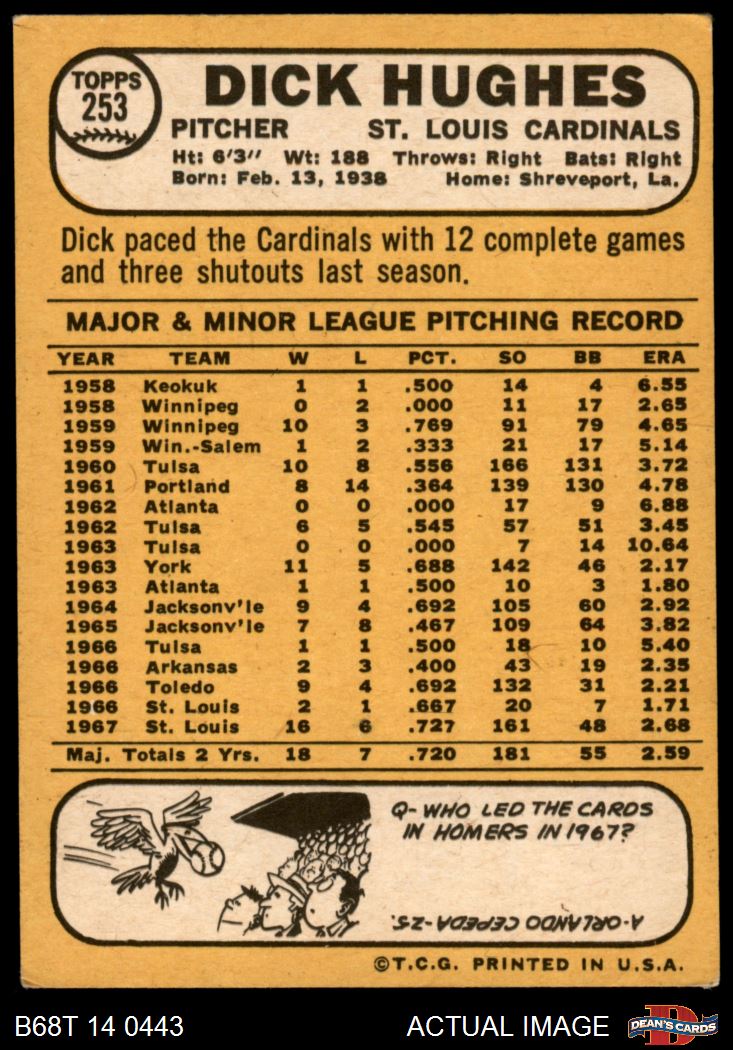 TOPPS
253
DICK HUGHES
PITCHER ST. LOUIS CARDINALS
Ht: 6'3" Wt: 188 Throws: Right Bats: Right
Born: Feb. 13, 1938 Home: Shreveport, La.
Dick paced the Cardinals with 12 complete games
and three shutouts last season.
MAJOR & MINOR LEAGUE PITCHING RECORD
YEAR TEAM W L PCT. SO BB ERA
1958 Keokuk 1 1 .500 14 4 6.55
1958 Winnipeg 0 2 .000 11 17 2.65
1959 Winnipeg 10 3 .769 91 79 4.65
1959 Win.-Salem 1 2 .333 21 17 5.14
1960 Tulsa 10 8 .556 166 131 3.72
1961 Portland 8 14 .364 139 130 4.78
1962 Atlanta 0 0 .000 17 9 6.88
1962 Tulsa 6 5 .545 57 51 3.45
1963 Tulsa 0 0 .000 7 14 10.64
1963 York 11 5 .688 142 46 2.17
1963 Atlanta 1 1 .500 10 3 1.80
1964 Jacksonv'le 9 4 .692 105 60 2.92
1965 Jacksonv'le 7 8 .467 109 64 3.82
1966 Tulsa 1 1 .500 18 10 5.40
1966 Arkansas 2 3 .400 43 19 2.35
1966 Toledo 9 4 .692 132 31 2.21
1966 St. Louis 2 1 .667 20 7 1.71
1967 St. Louis 16 6 .727 161 48 2.68
Maj. Totals 2 Yrs. 18 7 .720 181 55 2.59
Q-WHO LED THE CARDS
IN HOMERS IN 1967?
A-ORLANDO CEPEDA-25.
©T.C.G. PRINTED IN U.S.A.
B68T 14 0443 ACTUAL IMAGE
D
DEAN'S CARDS